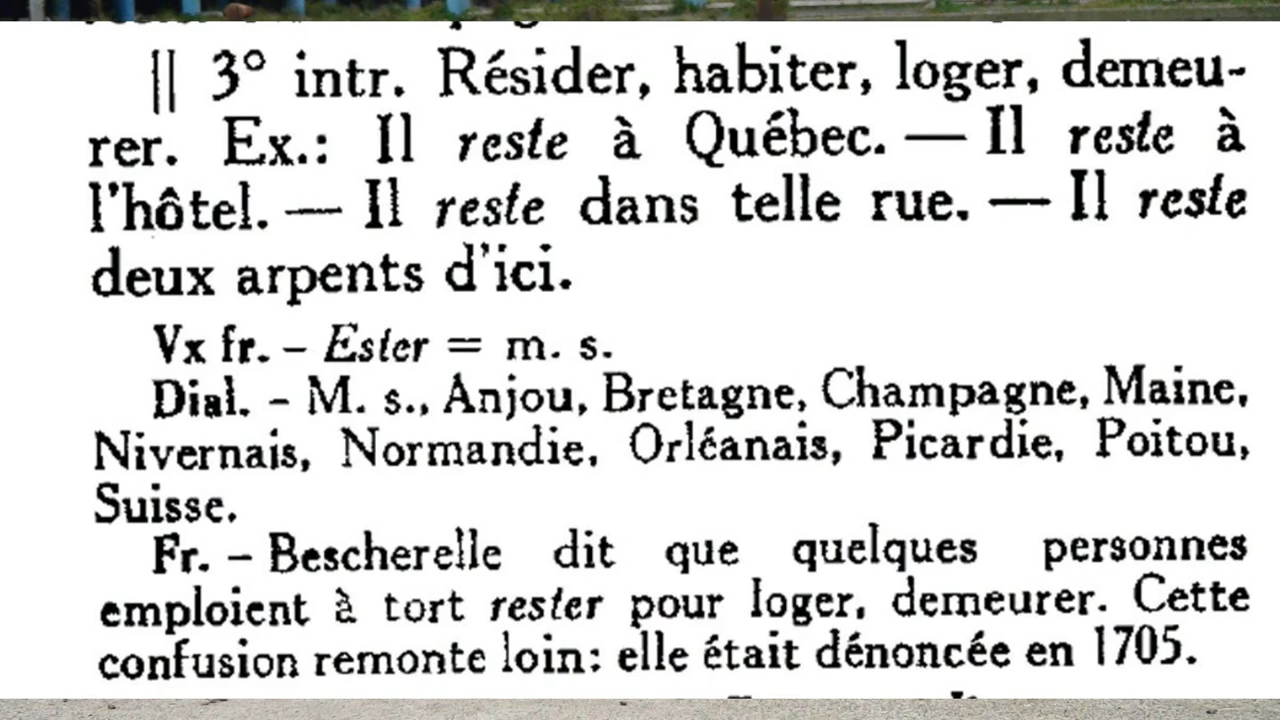 || 3° intr. Résider, habiter, loger, demeu-
rer. Ex.: Il reste à Québec. — Il reste à
l'hôtel. — Il reste dans telle rue. — Il reste
deux arpents d'ici.
Vx fr. – Ester = m. s.
Dial. – M. s., Anjou, Bretagne, Champagne, Maine,
Nivernais, Normandie, Orléanais, Picardie, Poitou,
Suisse.
Fr. – Bescherelle dit que quelques personnes
emploient à tort rester pour loger, demeurer. Cette
confusion remonte loin: elle était dénoncée en 1705.